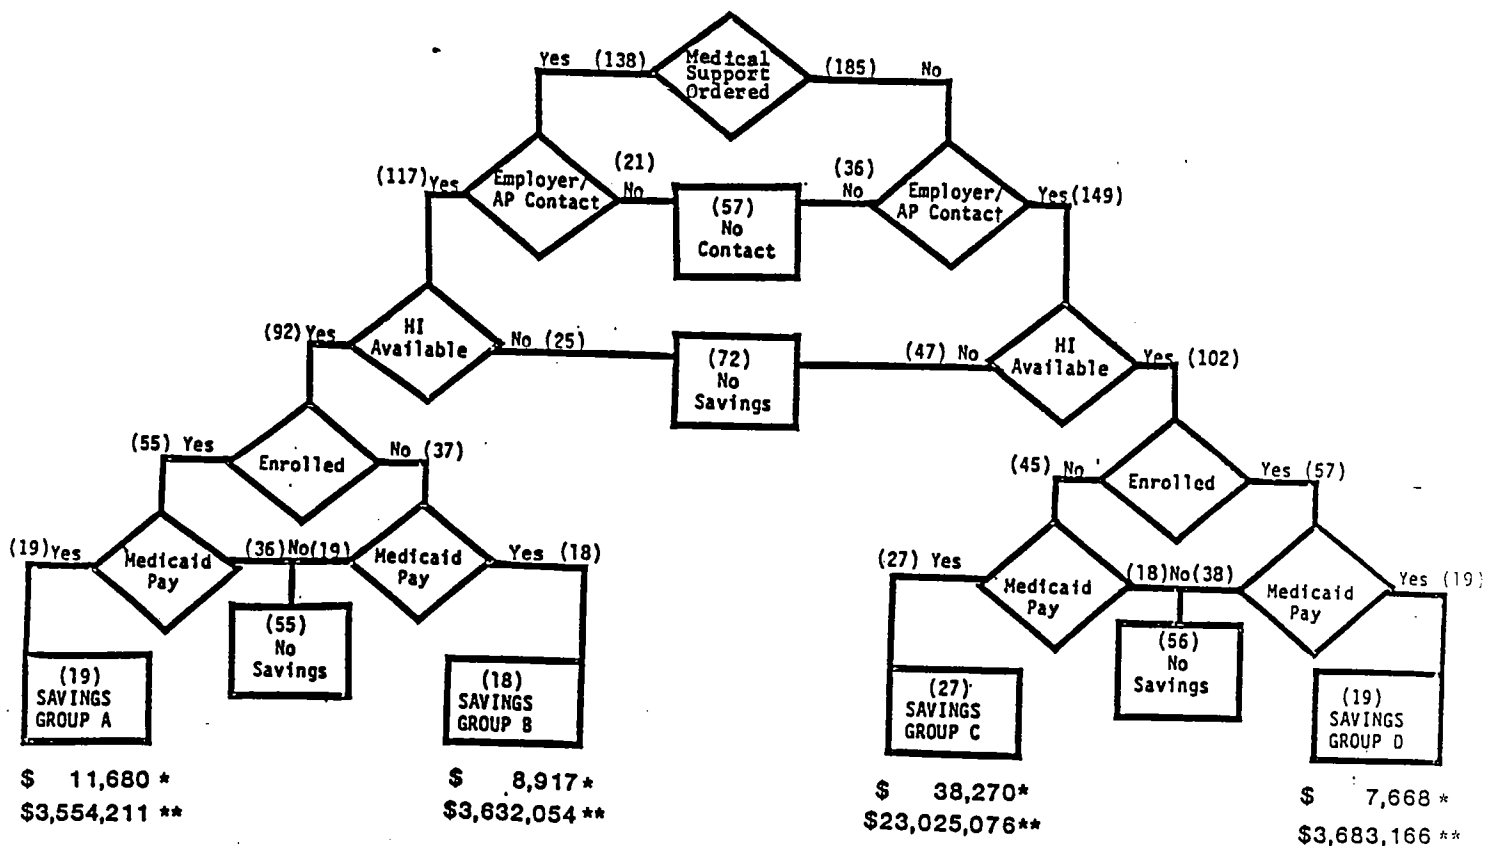 Yes (138) Medical Support Ordered (185) No
(117) Yes Employer/ AP Contact (21) No
(57) No Contact
(36) No Employer/ AP Contact Yes (149)
(92) Yes HI Available No (25)
(72) No Savings
(47) No HI Available Yes (102)
(55) Yes Enrolled No (37)
(45) No Enrolled Yes (57)
(19) Yes Medicaid Pay (36) No (19) Medicaid Pay Yes (18)
(27) Yes Medicaid Pay (18) No (38) Medicaid Pay Yes (19)
(55) No Savings
(56) No Savings
(19) SAVINGS GROUP A
(18) SAVINGS GROUP B
(27) SAVINGS GROUP C
(19) SAVINGS GROUP D
$ 11,680 *
$3,554,211 **
$ 8,917 *
$3,632,054 **
$ 38,270*
$23,025,076**
$ 7,668 *
$3,683,166 **